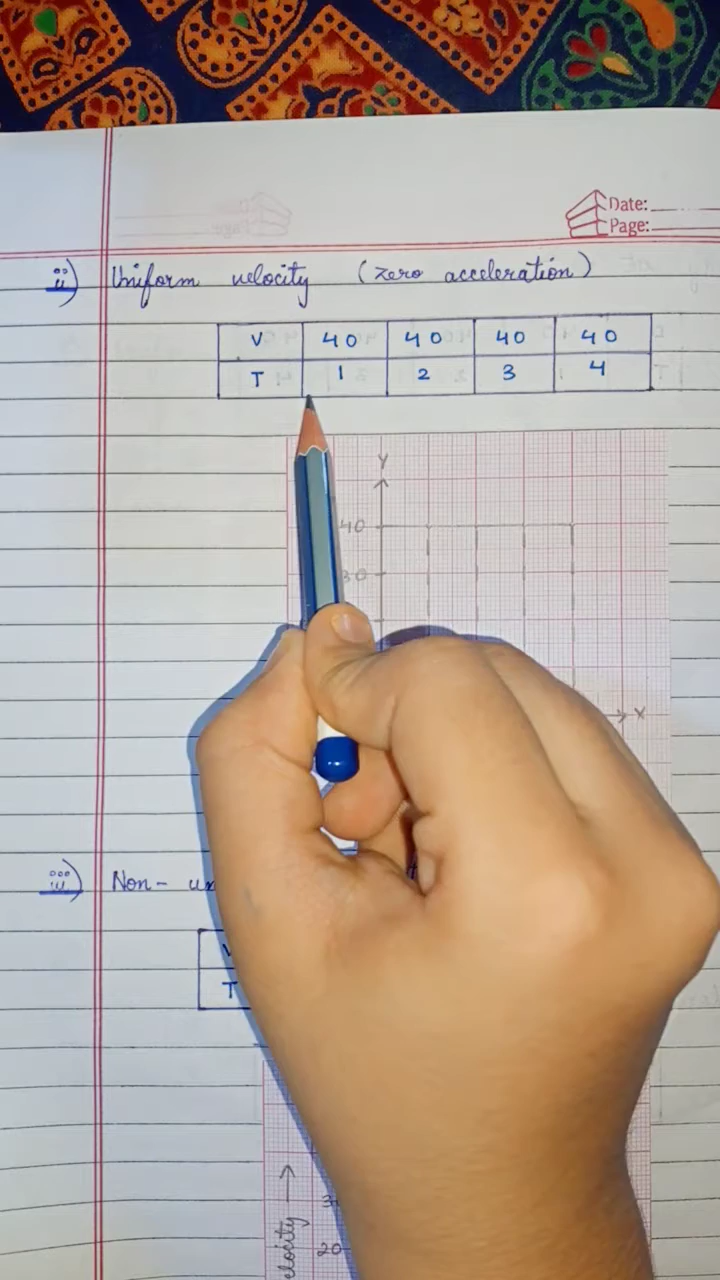 Date:
Page:
ii) Uniform velocity (zero acceleration)
V 40 40 40 40
T 1 2 3 4
Y
40
30
X
iii) Non-
T
20